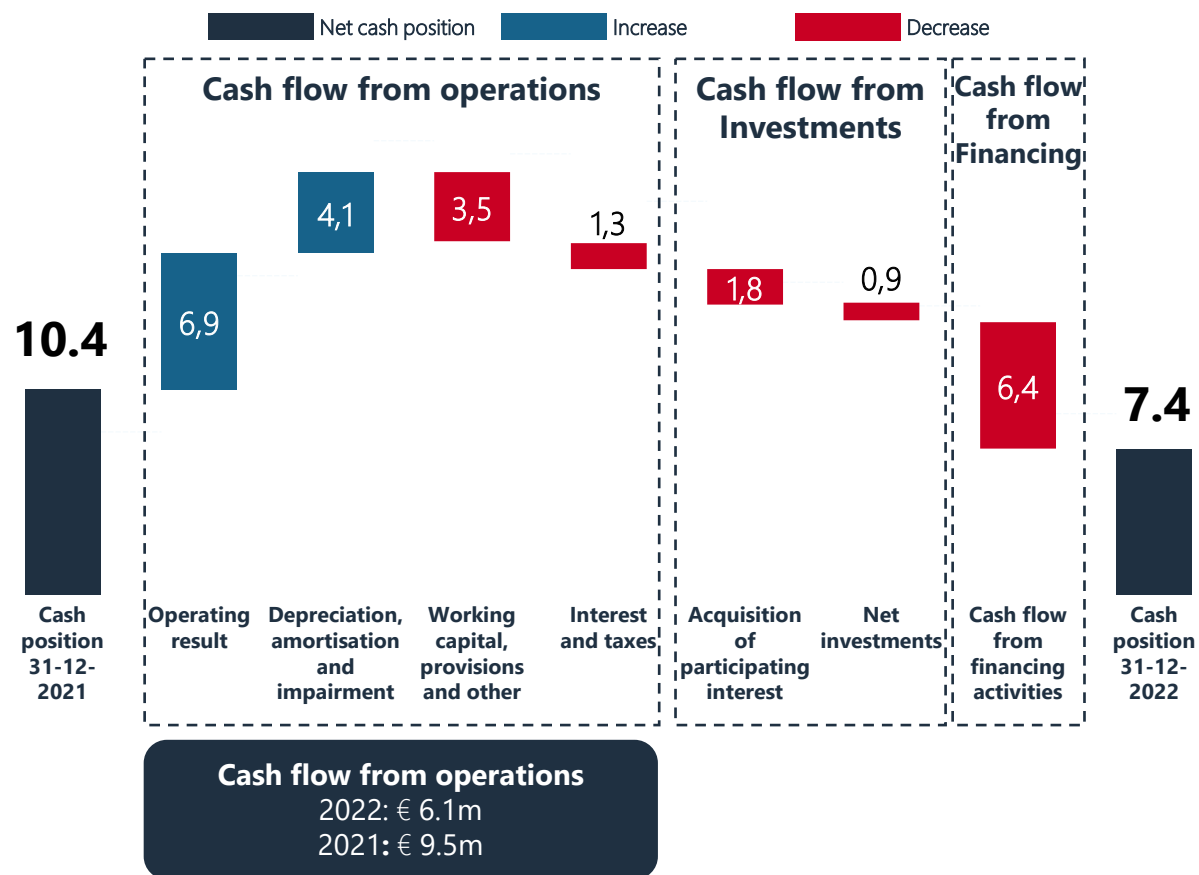 Net cash position
Increase
Decrease
Cash flow from operations
Cash flow from
Investments
Cash flow
from
Financing
10.4
6,9
4,1
3,5
1,3
1,8
0,9
6,4
7.4
Cash
position
31-12-
2021
Operating
result
Depreciation,
amortisation
and
impairment
Working
capital,
provisions
and other
Interest
and taxes
Acquisition
of
participating
interest
Net
investments
Cash flow
from
financing
activities
Cash
position
31-12-
2022
Cash flow from operations
2022: € 6.1m
2021: € 9.5m